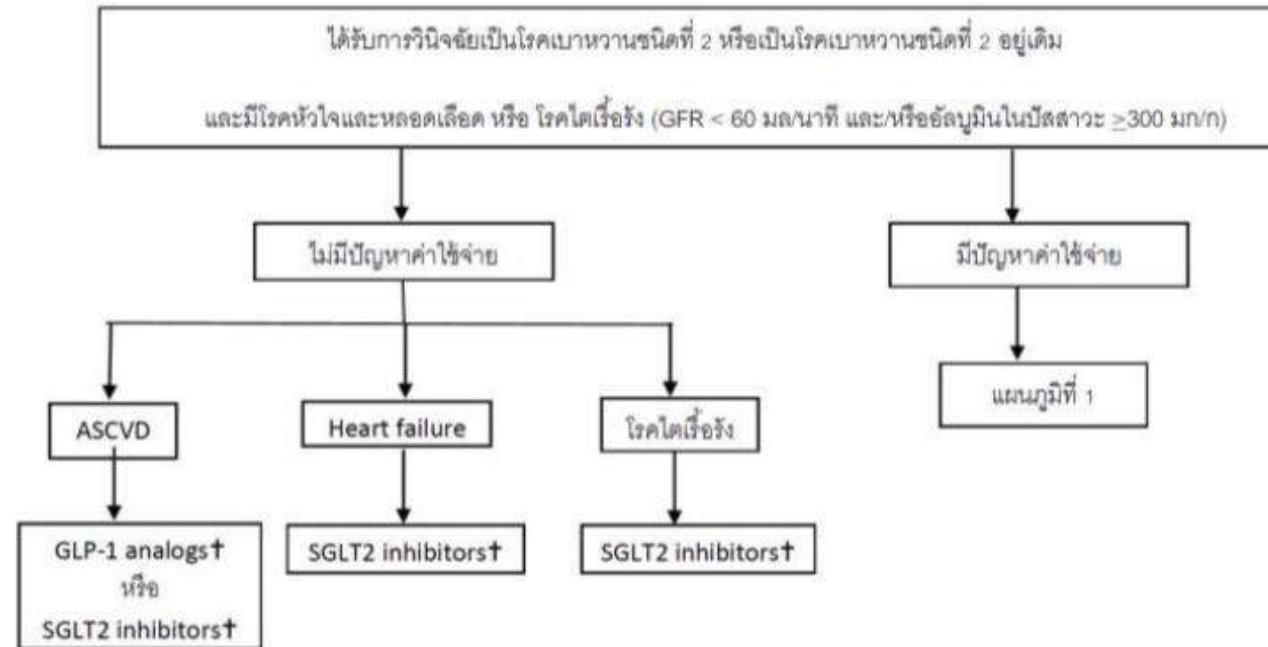 ได้รับการวินิจฉัยเป็นโรคเบาหวานชนิดที่ 2 หรือเป็นโรคเบาหวานชนิดที่ 2 อยู่เดิม
และมีโรคหัวใจและหลอดเลือด หรือ โรคไตเรื้อรัง (GFR < 60 มล/นาที และ/หรืออัลบูมินในปัสสาวะ ≥300 มก/ก)
ไม่มีปัญหาค่าใช้จ่าย
มีปัญหาค่าใช้จ่าย
แผนภูมิที่ 1
ASCVD
Heart failure
โรคไตเรื้อรัง
GLP-1 analogs†
หรือ
SGLT2 inhibitors†
SGLT2 inhibitors†
SGLT2 inhibitors†